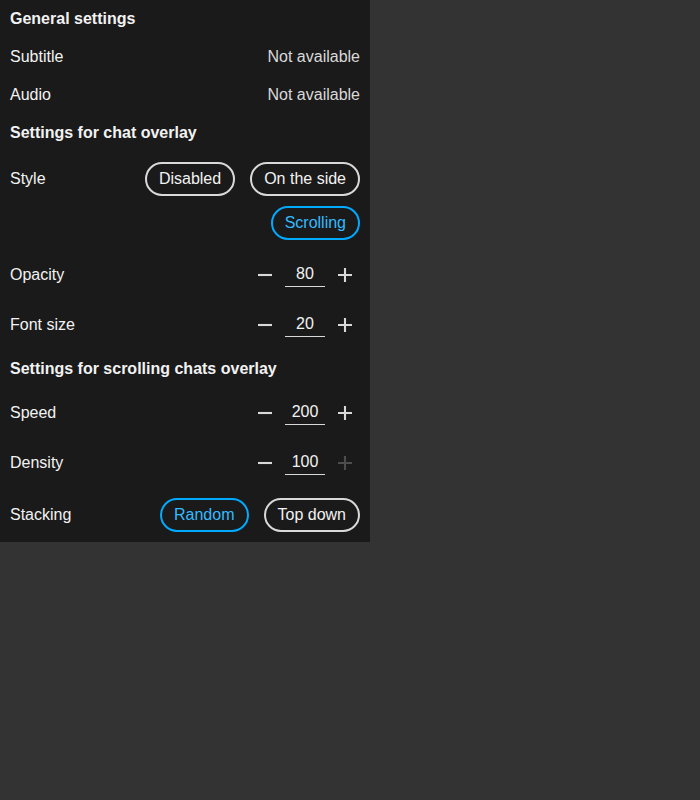 General settings
Subtitle Not available
Audio Not available
Settings for chat overlay
Style Disabled On the side
Scrolling
Opacity 80
Font size 20
Settings for scrolling chats overlay
Speed 200
Density 100
Stacking Random Top down